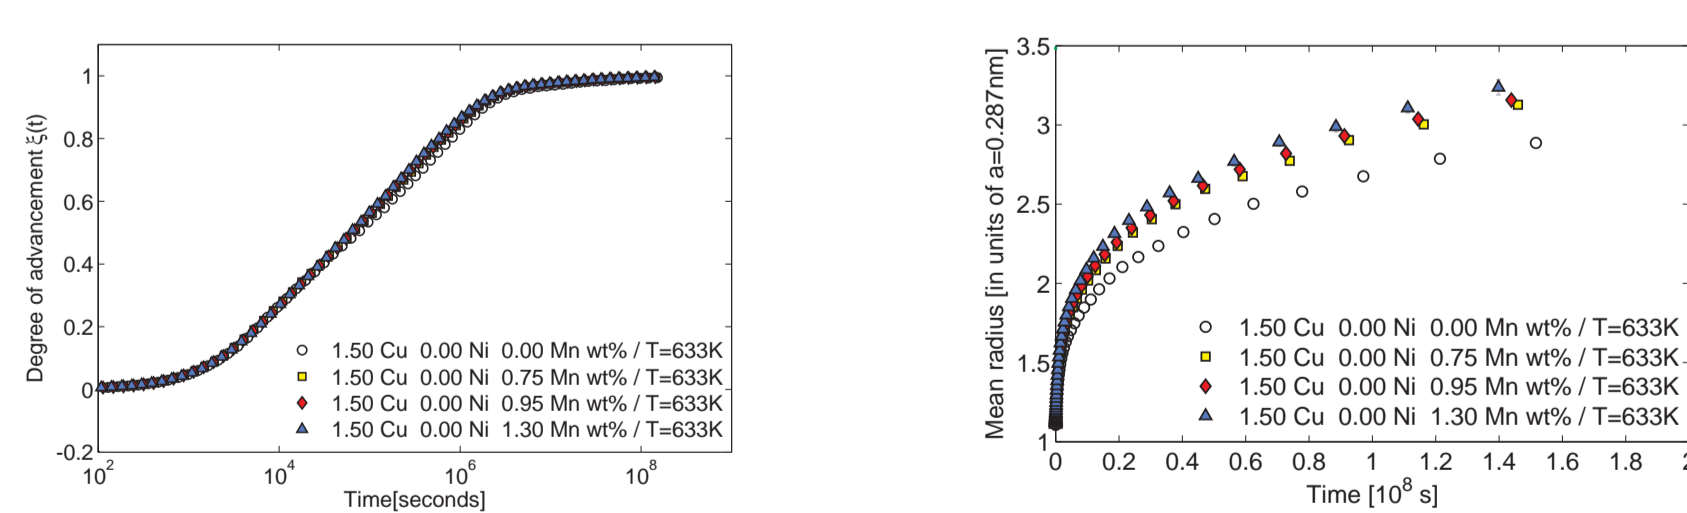 Degree of advancement ξ(t)
1
0.8
0.6
0.4
0.2
0
-0.2
1.50 Cu 0.00 Ni 0.00 Mn wt% / T=633K
1.50 Cu 0.00 Ni 0.75 Mn wt% / T=633K
1.50 Cu 0.00 Ni 0.95 Mn wt% / T=633K
1.50 Cu 0.00 Ni 1.30 Mn wt% / T=633K
10^2 10^4 10^6 10^8
Time[seconds]
Mean radius [in units of a=0.287nm]
3.5
3
2.5
2
1.5
1
1.50 Cu 0.00 Ni 0.00 Mn wt% / T=633K
1.50 Cu 0.00 Ni 0.75 Mn wt% / T=633K
1.50 Cu 0.00 Ni 0.95 Mn wt% / T=633K
1.50 Cu 0.00 Ni 1.30 Mn wt% / T=633K
0 0.2 0.4 0.6 0.8 1 1.2 1.4 1.6 1.8
Time [10^8 s]